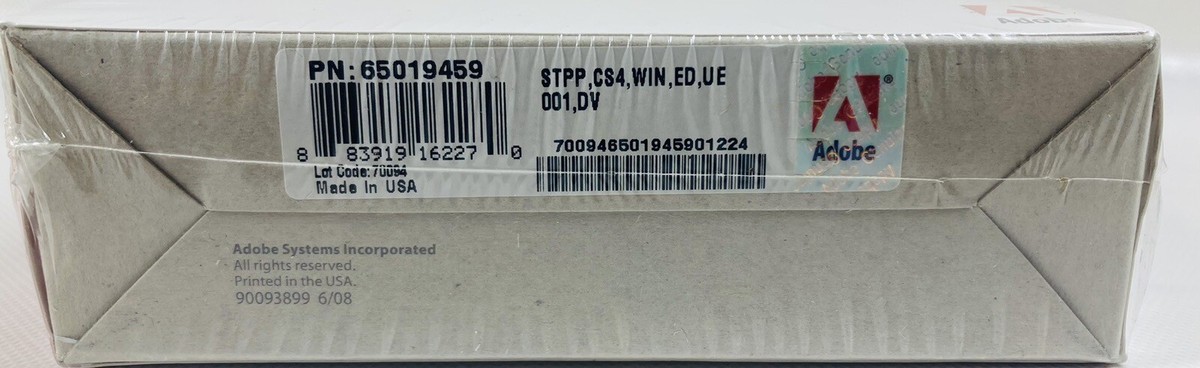 Adobe
PN:65019459
8 83919 16227 0
Lot Code: 70094
Made In USA
STPP,CS4,WIN,ED,UE
001,DV
700946501945901224
Adobe
Adobe Systems Incorporated
All rights reserved.
Printed in the USA.
90093899 6/08